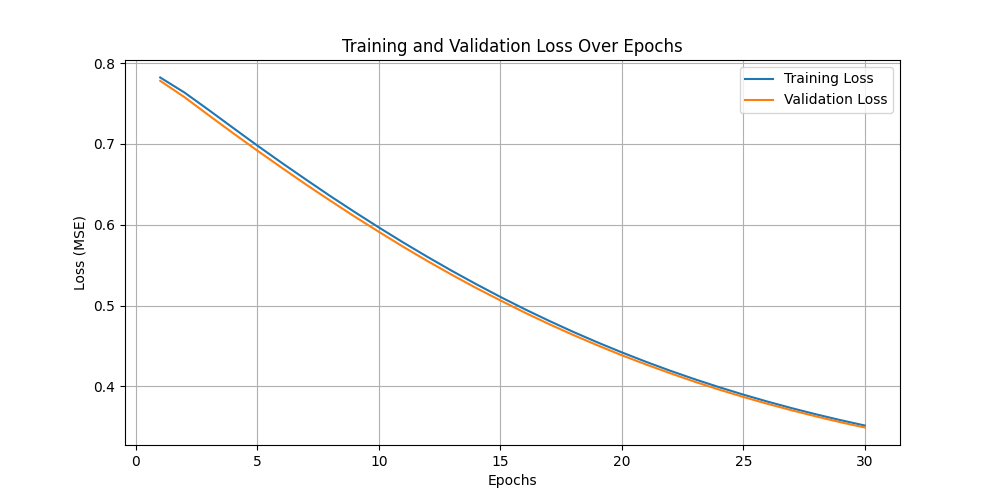 Training and Validation Loss Over Epochs
Training Loss
Validation Loss
Loss (MSE)
0.8
0.7
0.6
0.5
0.4
0 5 10 15 20 25 30
Epochs